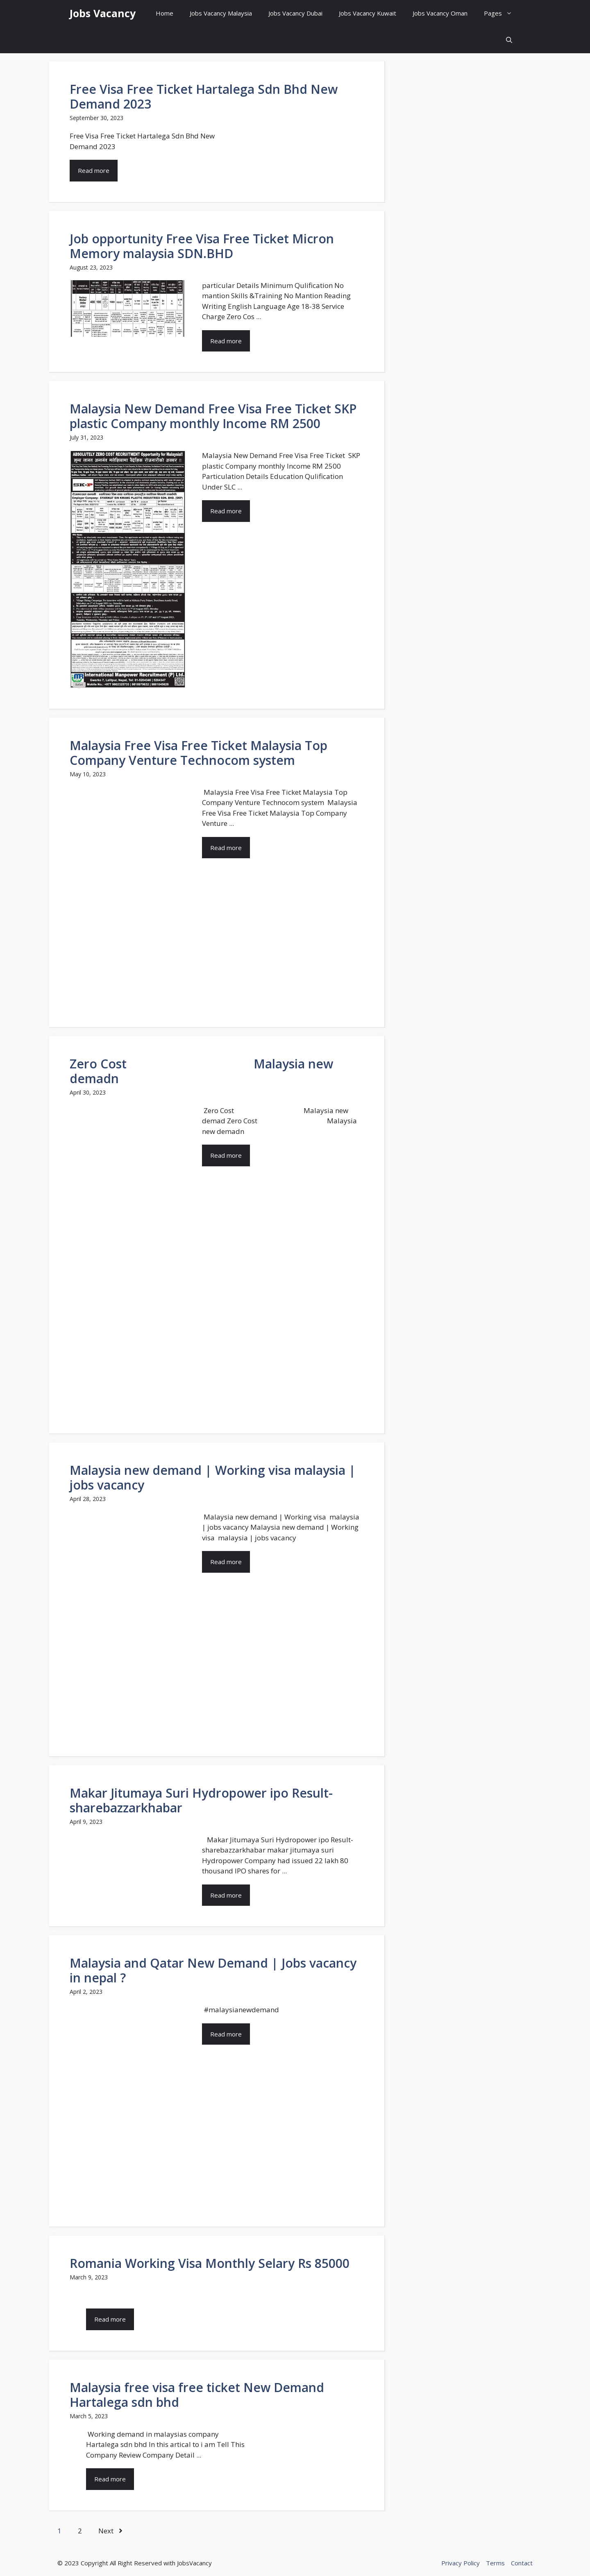 Jobs Vacancy
Home
Jobs Vacancy Malaysia
Jobs Vacancy Dubai
Jobs Vacancy Kuwait
Jobs Vacancy Oman
Pages
Free Visa Free Ticket Hartalega Sdn Bhd New
Demand 2023
September 30, 2023
Free Visa Free Ticket Hartalega Sdn Bhd New
Demand 2023
Read more
Job opportunity Free Visa Free Ticket Micron
Memory malaysia SDN.BHD
August 23, 2023
particular Details Minimum Qulification No
mantion Skills &Training No Mantion Reading
Writing English Language Age 18-38 Service
Charge Zero Cos ...
Read more
Malaysia New Demand Free Visa Free Ticket SKP
plastic Company monthly Income RM 2500
July 31, 2023
ABSOLUTELY ZERO COST RECRUITMENT Opportunity for Malaysia!
SKP
International Manpower Recruitment (P) Ltd.
Malaysia New Demand Free Visa Free Ticket SKP
plastic Company monthly Income RM 2500
Particulation Details Education Qulification
Under SLC ...
Read more
Malaysia Free Visa Free Ticket Malaysia Top
Company Venture Technocom system
May 10, 2023
Malaysia Free Visa Free Ticket Malaysia Top
Company Venture Technocom system Malaysia
Free Visa Free Ticket Malaysia Top Company
Venture ...
Read more
Zero Cost Malaysia new
demadn
April 30, 2023
Zero Cost Malaysia new
demad Zero Cost Malaysia
new demadn
Read more
Malaysia new demand | Working visa malaysia |
jobs vacancy
April 28, 2023
Malaysia new demand | Working visa malaysia
| jobs vacancy Malaysia new demand | Working
visa malaysia | jobs vacancy
Read more
Makar Jitumaya Suri Hydropower ipo Result-
sharebazzarkhabar
April 9, 2023
Makar Jitumaya Suri Hydropower ipo Result-
sharebazzarkhabar makar jitumaya suri
Hydropower Company had issued 22 lakh 80
thousand IPO shares for ...
Read more
Malaysia and Qatar New Demand | Jobs vacancy
in nepal ?
April 2, 2023
#malaysianewdemand
Read more
Romania Working Visa Monthly Selary Rs 85000
March 9, 2023
Read more
Malaysia free visa free ticket New Demand
Hartalega sdn bhd
March 5, 2023
Working demand in malaysias company
Hartalega sdn bhd In this artical to i am Tell This
Company Review Company Detail ...
Read more
1 2 Next
© 2023 Copyright All Right Reserved with JobsVacancy
Privacy Policy Terms Contact